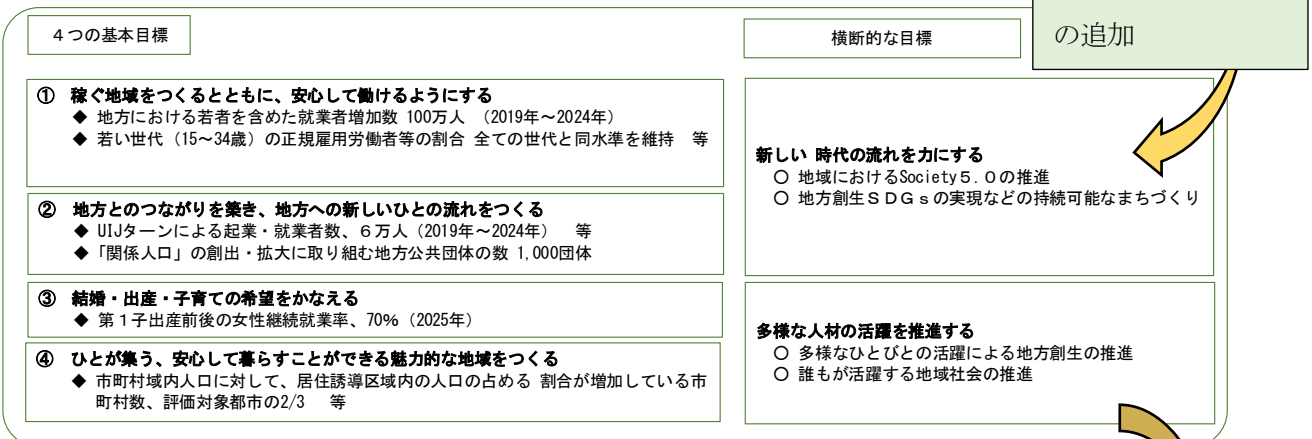 ４つの基本目標
① 稼ぐ地域をつくるとともに、安心して働けるようにする
◆ 地方における若者を含めた就業者増加数 100万人 （2019年～2024年）
◆ 若い世代（15～34歳）の正規雇用労働者等の割合 全ての世代と同水準を維持 等
② 地方とのつながりを築き、地方への新しいひとの流れをつくる
◆ UIJターンによる起業・就業者数、６万人（2019年～2024年） 等
◆「関係人口」の創出・拡大に取り組む地方公共団体の数 1,000団体
③ 結婚・出産・子育ての希望をかなえる
◆ 第１子出産前後の女性継続就業率、70%（2025年）
④ ひとが集う、安心して暮らすことができる魅力的な地域をつくる
◆ 市町村域内人口に対して、居住誘導区域内の人口の占める 割合が増加している市
町村数、評価対象都市の2/3 等
横断的な目標
の追加
新しい 時代の流れを力にする
○ 地域におけるSociety５.０の推進
○ 地方創生ＳＤＧｓの実現などの持続可能なまちづくり
多様な人材の活躍を推進する
○ 多様なひとびとの活躍による地方創生の推進
○ 誰もが活躍する地域社会の推進